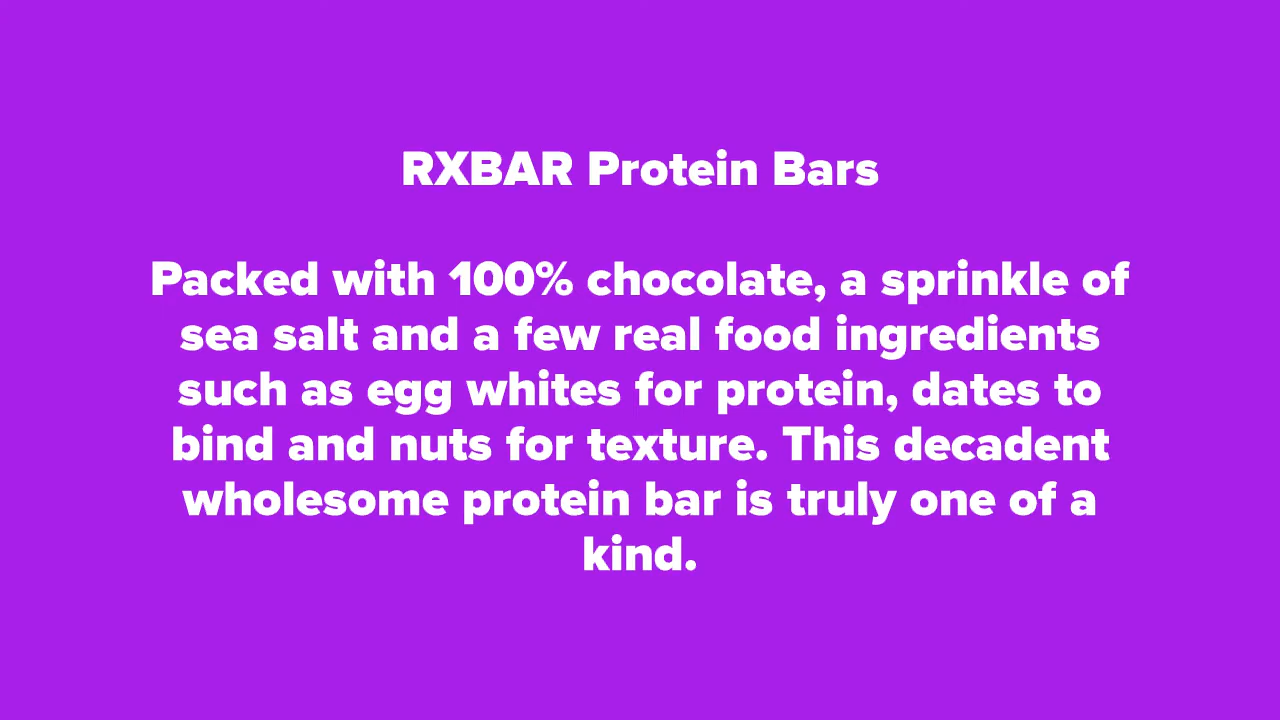 RXBAR Protein Bars
Packed with 100% chocolate, a sprinkle of
sea salt and a few real food ingredients
such as egg whites for protein, dates to
bind and nuts for texture. This decadent
wholesome protein bar is truly one of a
kind.